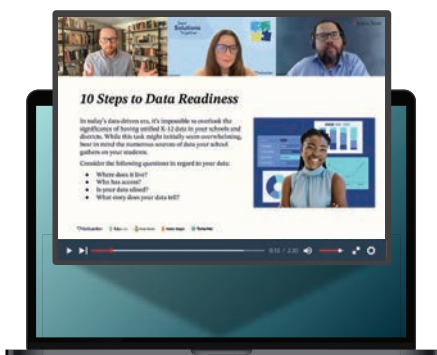 Solutions
Together
10 Steps to Data Readiness
In today's data-driven era, it's impossible to overlook the
significance of having unified K-12 data in your schools and
districts. While this task might initially seem overwhelming,
bear in mind the numerous sources of data your school
gathers on your students.
Consider the following questions in regard to your data:
● Where does it live?
● Who has access?
● Is your data siloed?
● What story does your data tell?